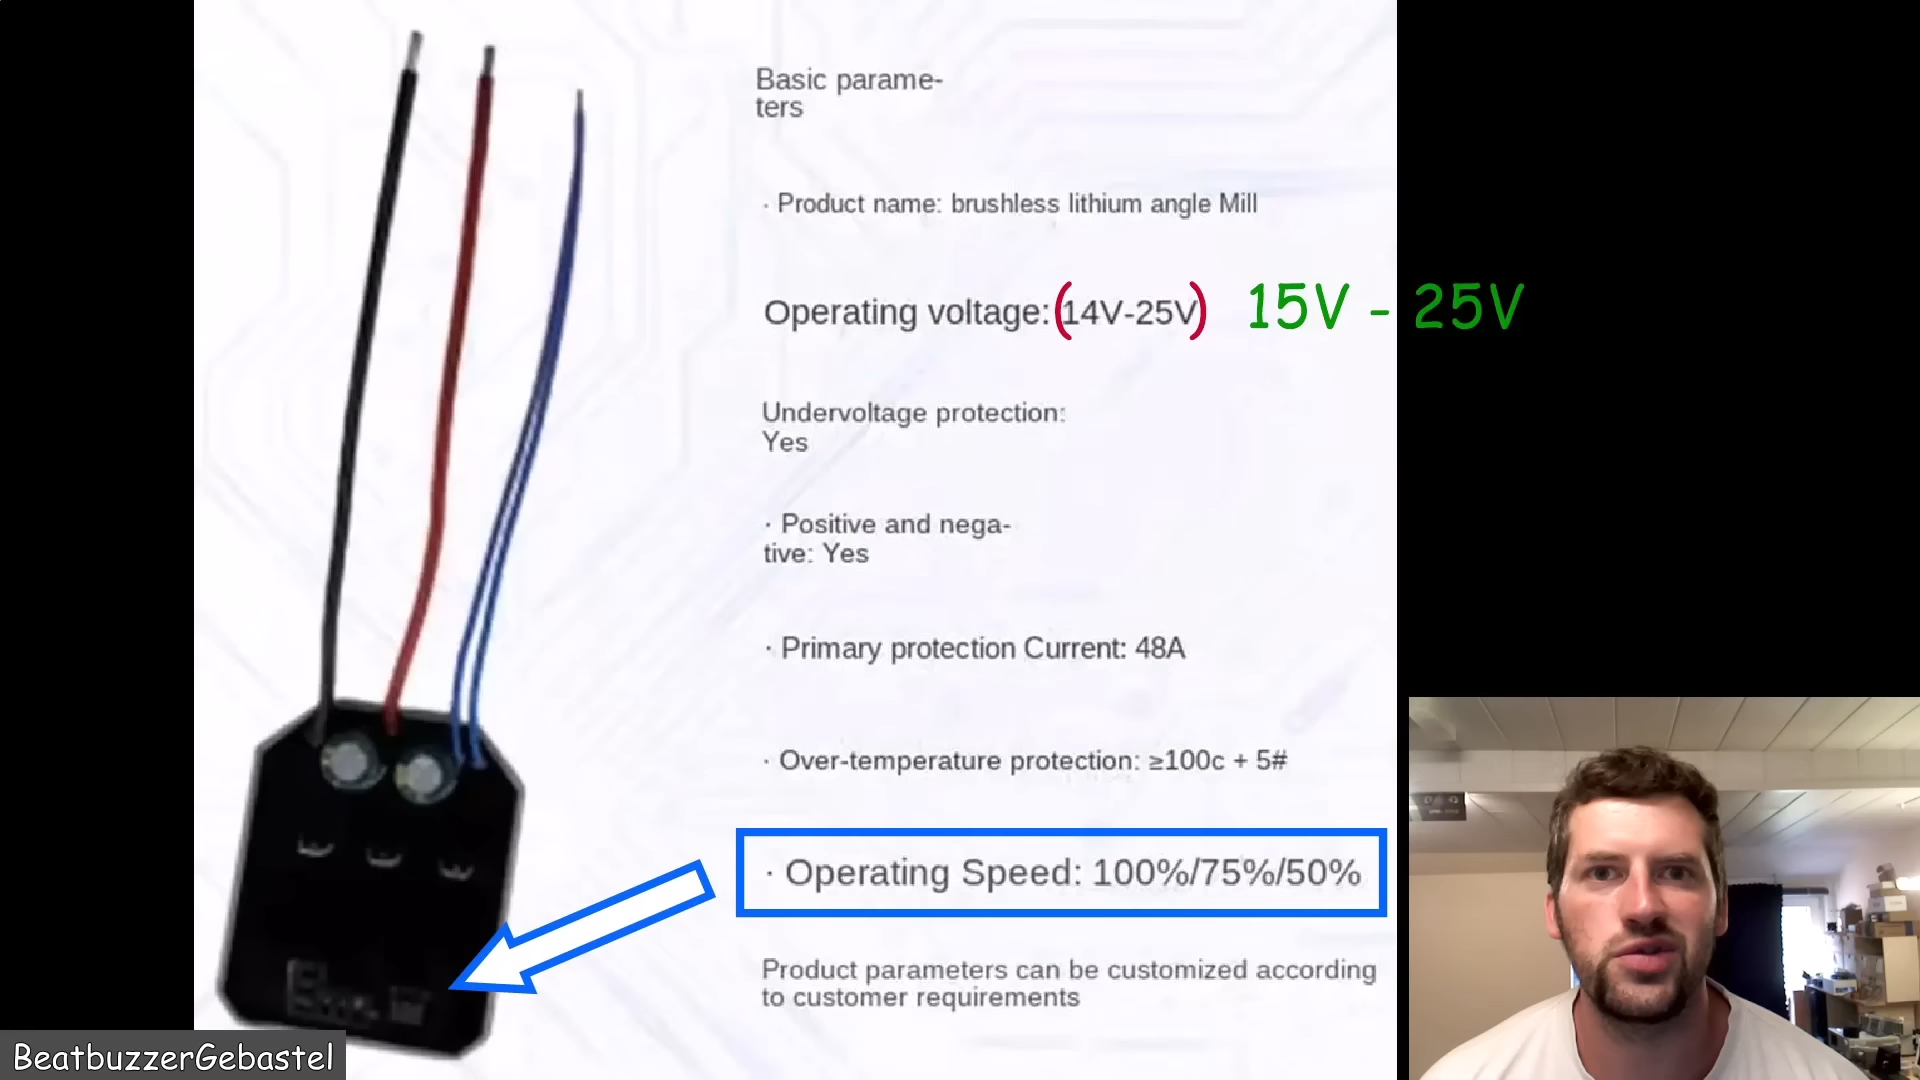 Basic parame-
ters
· Product name: brushless lithium angle Mill
Operating voltage: (14V-25V) 15V - 25V
Undervoltage protection:
Yes
· Positive and nega-
tive: Yes
· Primary protection Current: 48A
· Over-temperature protection: ≥100c + 5#
· Operating Speed: 100%/75%/50%
Product parameters can be customized according
to customer requirements
BeatbuzzerGebastel